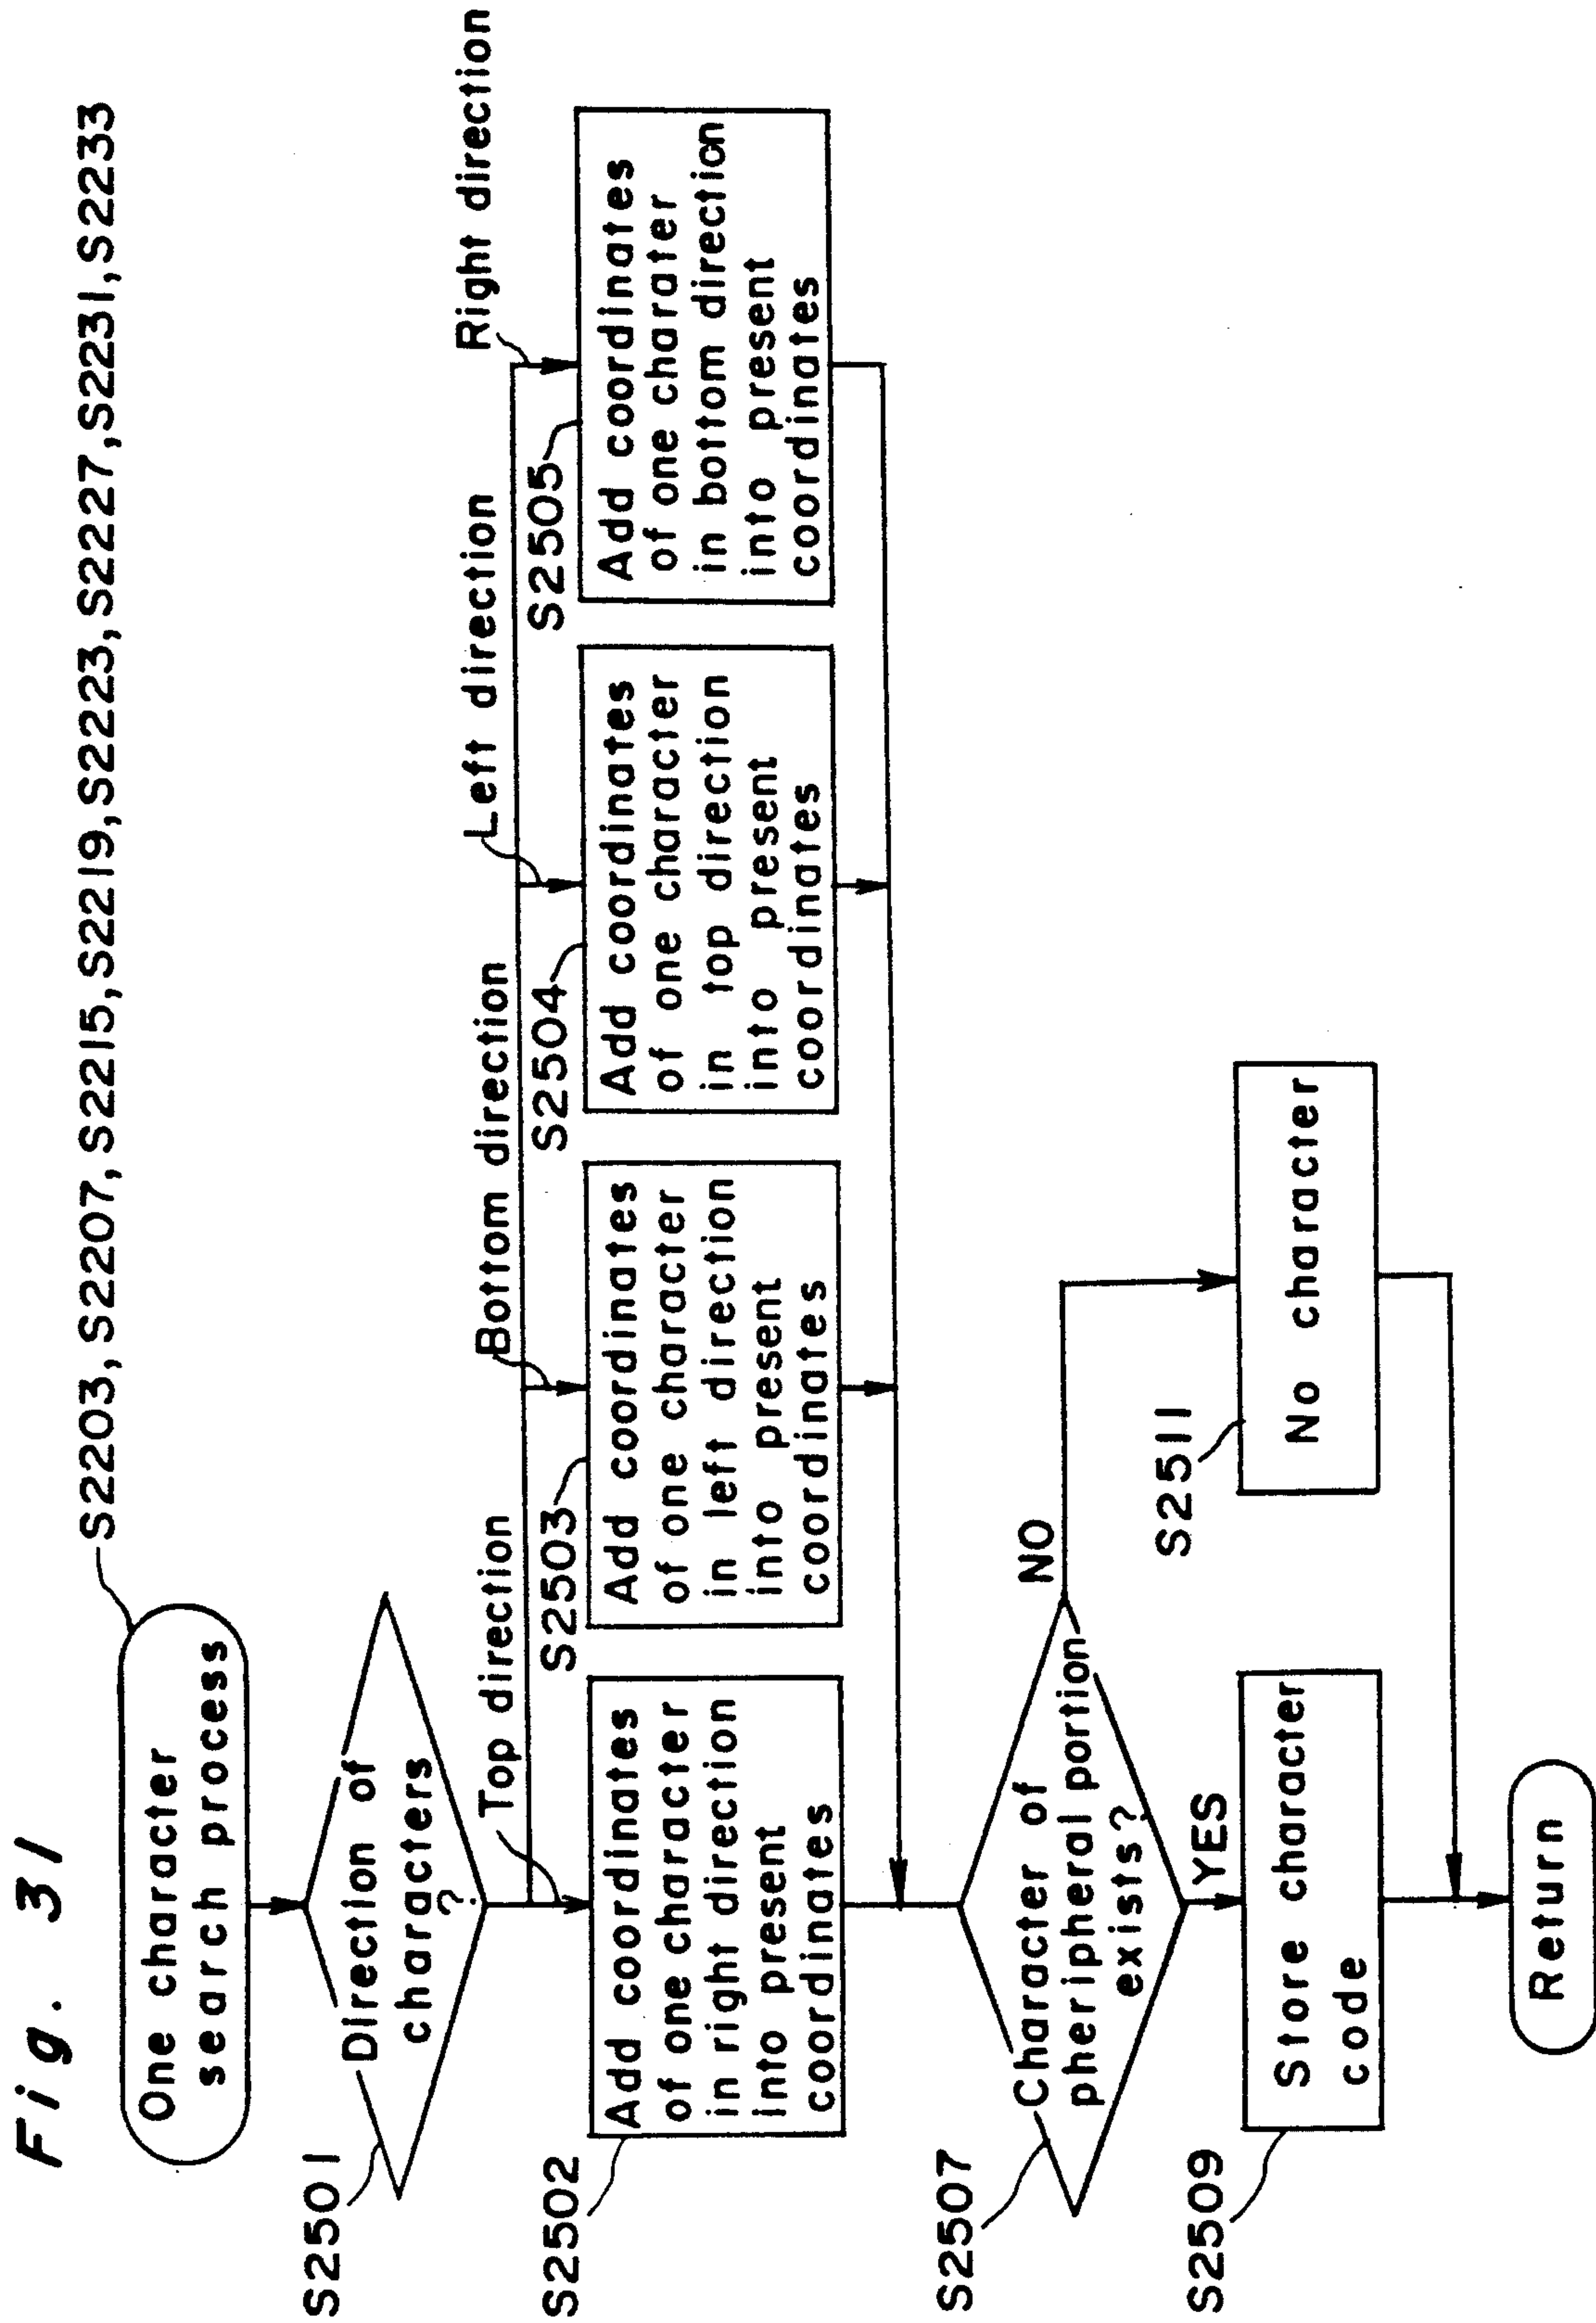 Fig. 31
S2203, S2207, S2215, S2219, S2223, S2227, S2231, S2233
One character
search process
S2501
Direction of
characters
?
Top direction
Bottom direction
Left direction
Right direction
S2502
Add coordinates
of one character
in right direction
into present
coordinates
S2503
Add coordinates
of one character
in left direction
into present
coordinates
S2504
Add coordinates
of one character
in top direction
into present
coordinates
S2505
Add coordinates
of one charater
in bottom direction
into present
coordinates
S2507
Character of
pheripheral portion
exists?
NO
YES
S2509
Store character
code
S2511
No character
Return